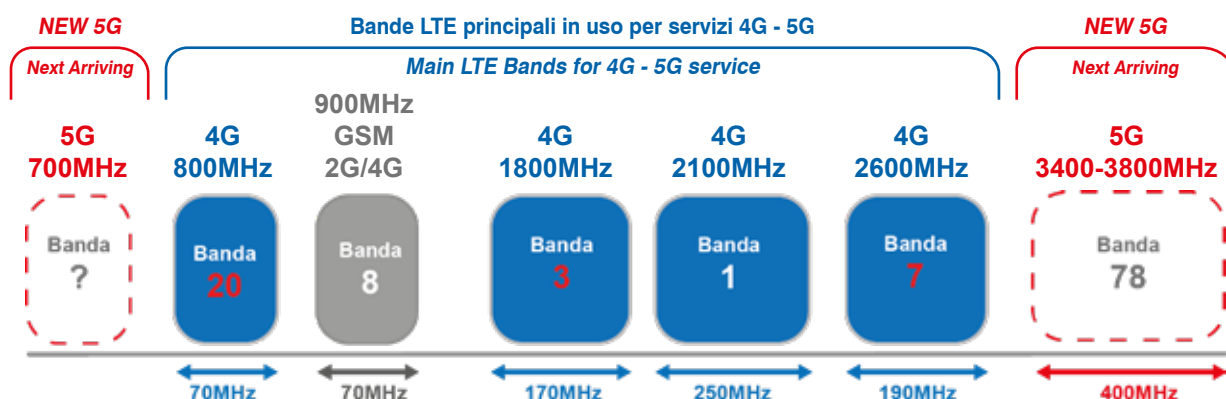 NEW 5G
Bande LTE principali in uso per servizi 4G - 5G
NEW 5G
Next Arriving
Main LTE Bands for 4G - 5G service
Next Arriving
5G
700MHz
4G
800MHz
900MHz
GSM
2G/4G
4G
1800MHz
4G
2100MHz
4G
2600MHz
5G
3400-3800MHz
Banda
?
Banda
20
Banda
8
Banda
3
Banda
1
Banda
7
Banda
78
70MHz
70MHz
170MHz
250MHz
190MHz
400MHz